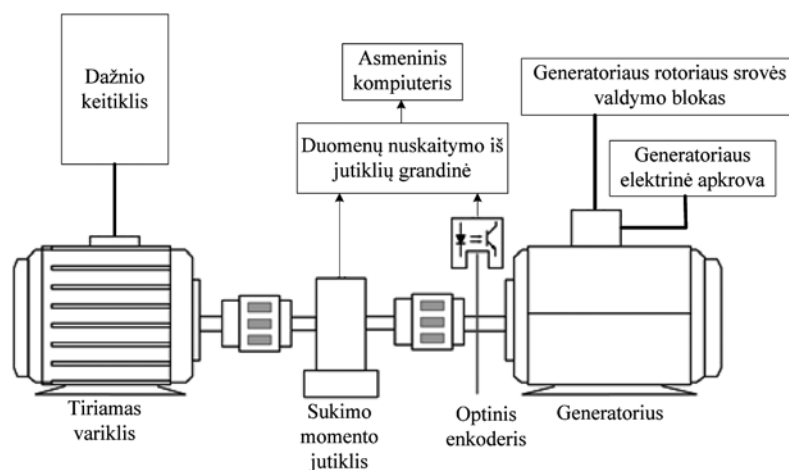 Dažnio
keitiklis
Asmeninis
kompiuteris
Duomenų nuskaitymo iš
jutiklių grandinė
Generatoriaus rotoriaus srovės
valdymo blokas
Generatoriaus
elektrinė apkrova
Tiriamas
variklis
Sukimo
momento
jutiklis
Optinis
enkoderis
Generatorius